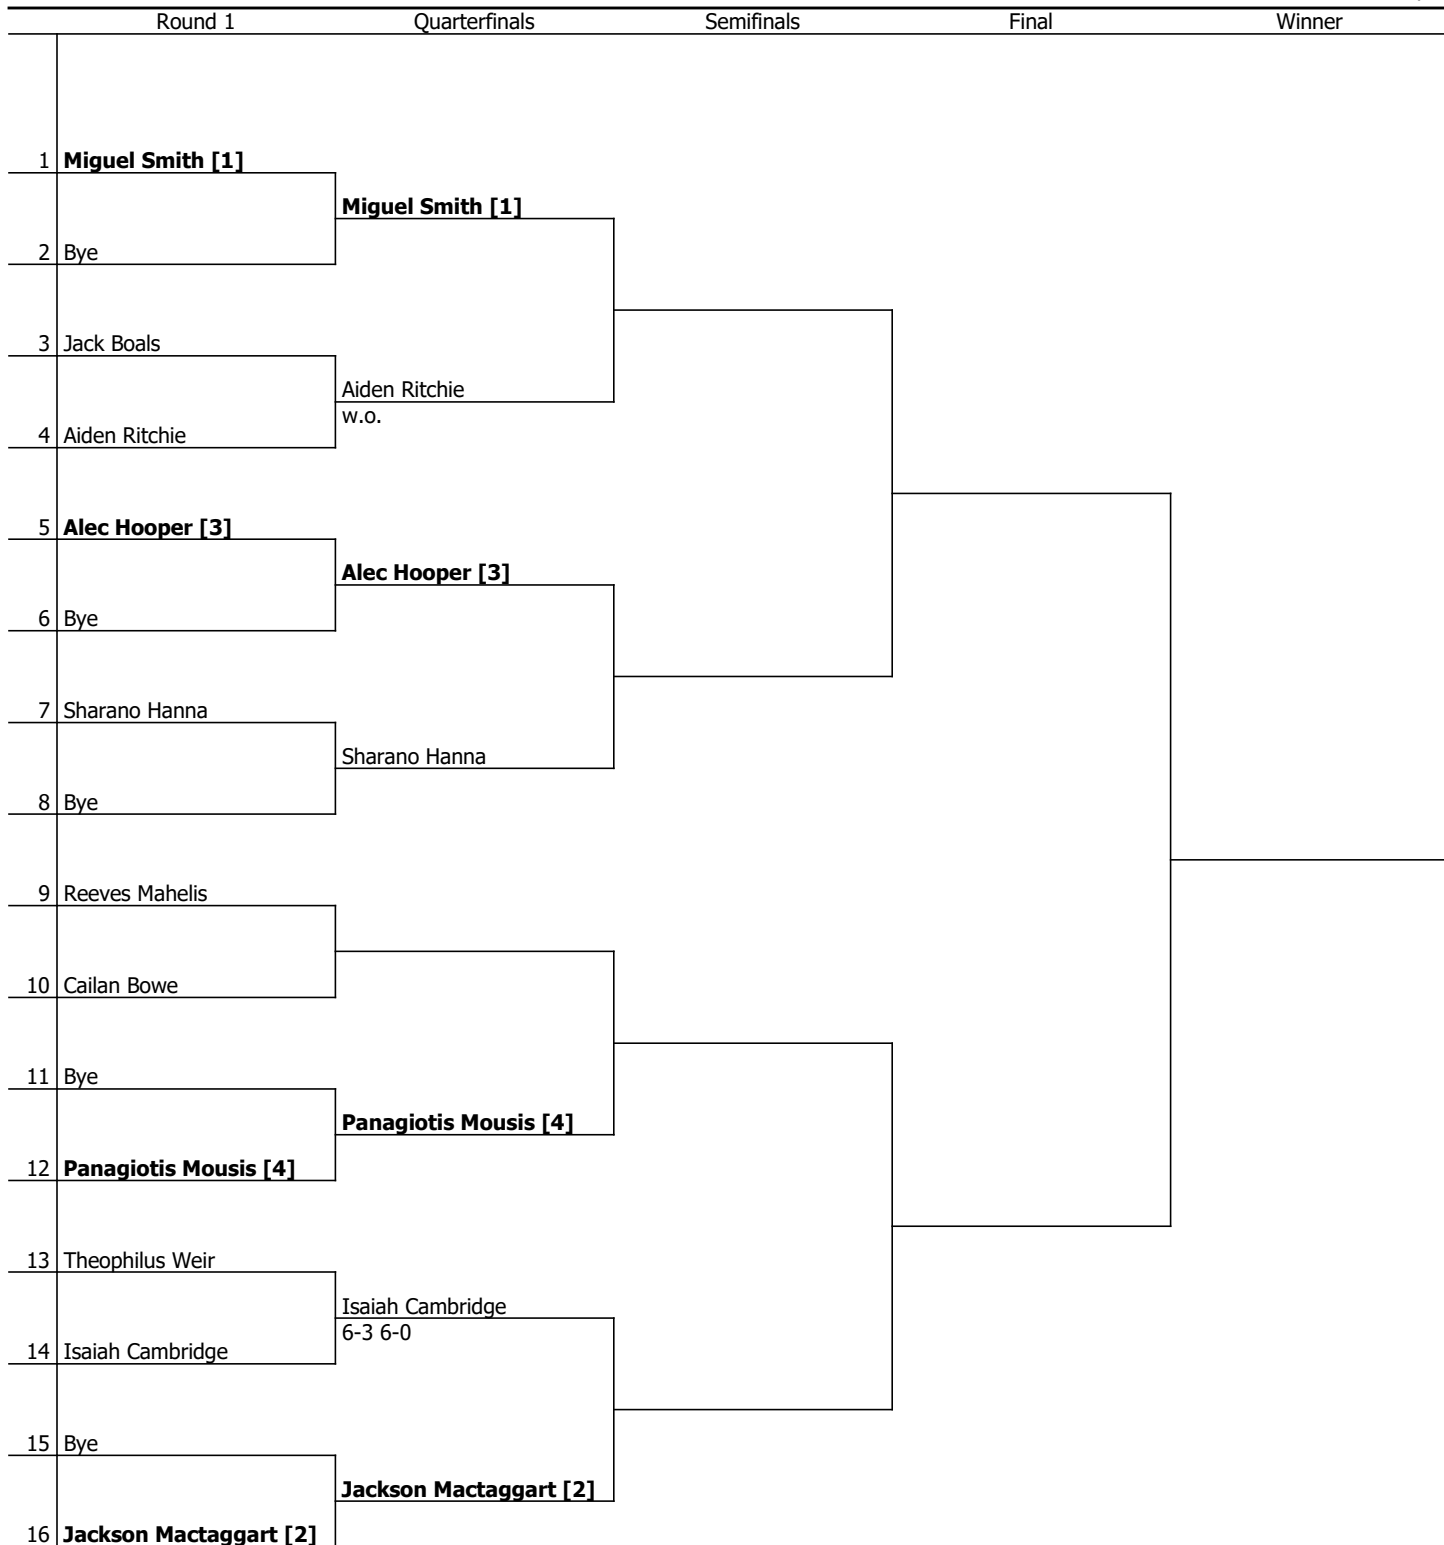 Round 1 Quarterfinals Semifinals Final Winner
1 Miguel Smith [1]
Miguel Smith [1]
2 Bye
3 Jack Boals
Aiden Ritchie
w.o.
4 Aiden Ritchie
5 Alec Hooper [3]
Alec Hooper [3]
6 Bye
7 Sharano Hanna
Sharano Hanna
8 Bye
9 Reeves Mahelis
10 Cailan Bowe
11 Bye
Panagiotis Mousis [4]
12 Panagiotis Mousis [4]
13 Theophilus Weir
Isaiah Cambridge
6-3 6-0
14 Isaiah Cambridge
15 Bye
Jackson Mactaggart [2]
16 Jackson Mactaggart [2]